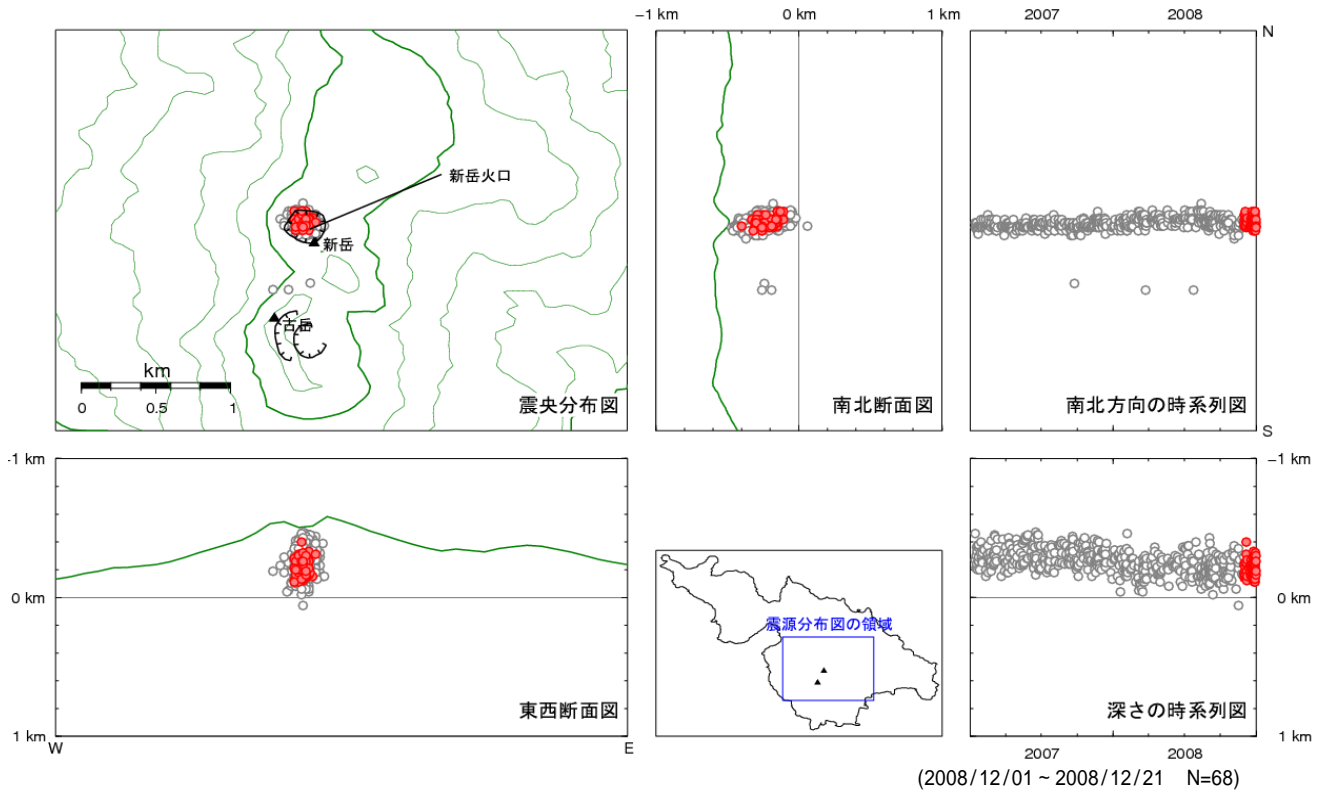 −1 km 0 km 1 km
2007 2008
N
新岳火口
新岳
古岳
km
0 0.5 1
震央分布図
南北断面図
南北方向の時系列図
S
-1 km
0 km
1 km
W E
東西断面図
震源分布図の領域
−1 km
0 km
1 km
深さの時系列図
2007 2008
(2008/12/01 ~ 2008/12/21 N=68)